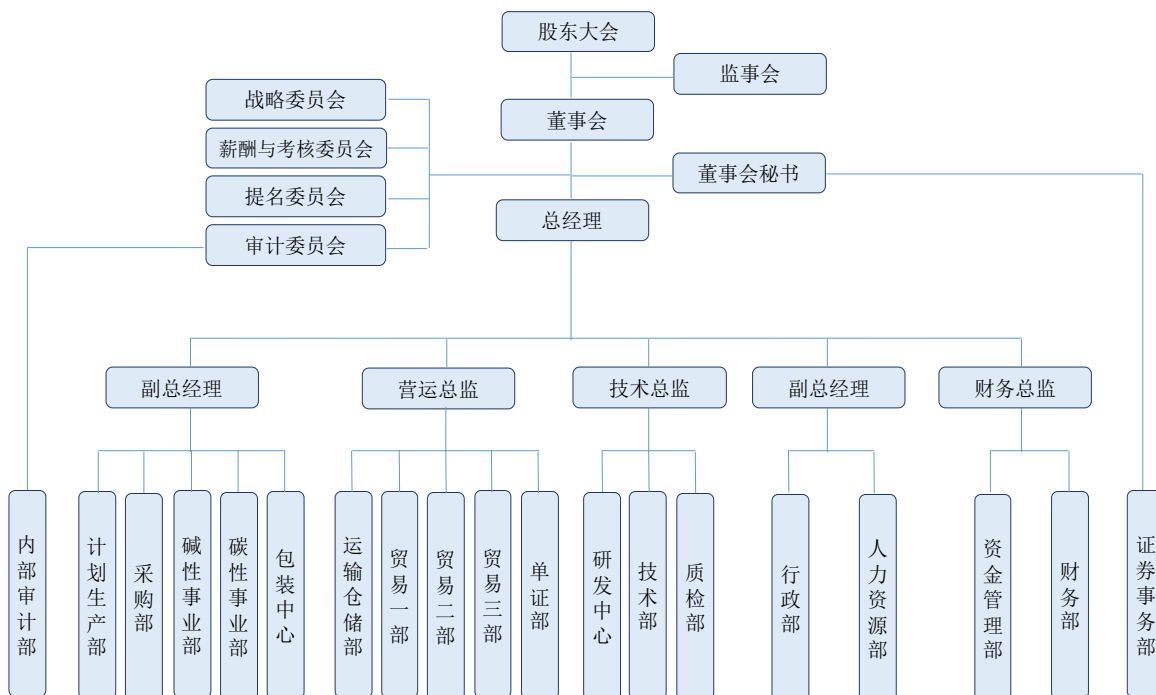 股东大会
监事会
战略委员会
董事会
薪酬与考核委员会
董事会秘书
提名委员会
总经理
审计委员会
副总经理
营运总监
技术总监
副总经理
财务总监
内部审计部
计划生产部
采购部
碱性事业部
碳性事业部
包装中心
运输仓储部
贸易一部
贸易二部
贸易三部
单证部
研发中心
技术部
质检部
行政部
人力资源部
资金管理部
财务部
证券事务部